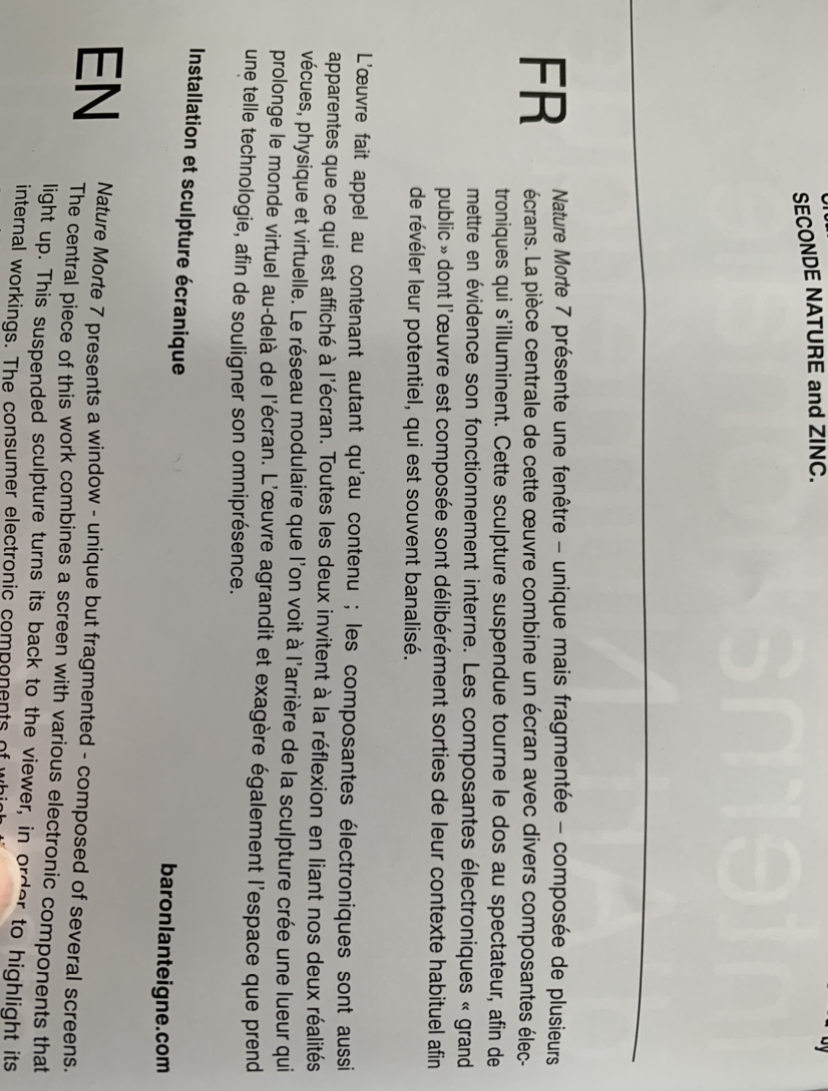 SECONDE NATURE and ZINC.
by
FR
Nature Morte 7 présente une fenêtre – unique mais fragmentée – composée de plusieurs
écrans. La pièce centrale de cette œuvre combine un écran avec divers composantes élec-
troniques qui s'illuminent. Cette sculpture suspendue tourne le dos au spectateur, afin de
mettre en évidence son fonctionnement interne. Les composantes électroniques « grand
public » dont l'œuvre est composée sont délibérément sorties de leur contexte habituel afin
de révéler leur potentiel, qui est souvent banalisé.
L'œuvre fait appel au contenant autant qu'au contenu ; les composantes électroniques sont aussi
apparentes que ce qui est affiché à l'écran. Toutes les deux invitent à la réflexion en liant nos deux réalités
vécues, physique et virtuelle. Le réseau modulaire que l'on voit à l'arrière de la sculpture crée une lueur qui
prolonge le monde virtuel au-delà de l'écran. L'œuvre agrandit et exagère également l'espace que prend
une telle technologie, afin de souligner son omniprésence.
Installation et sculpture écranique
baronlanteigne.com
EN
Nature Morte 7 presents a window - unique but fragmented - composed of several screens.
The central piece of this work combines a screen with various electronic components that
light up. This suspended sculpture turns its back to the viewer, in order to highlight its
internal workings. The consumer electronic components of which